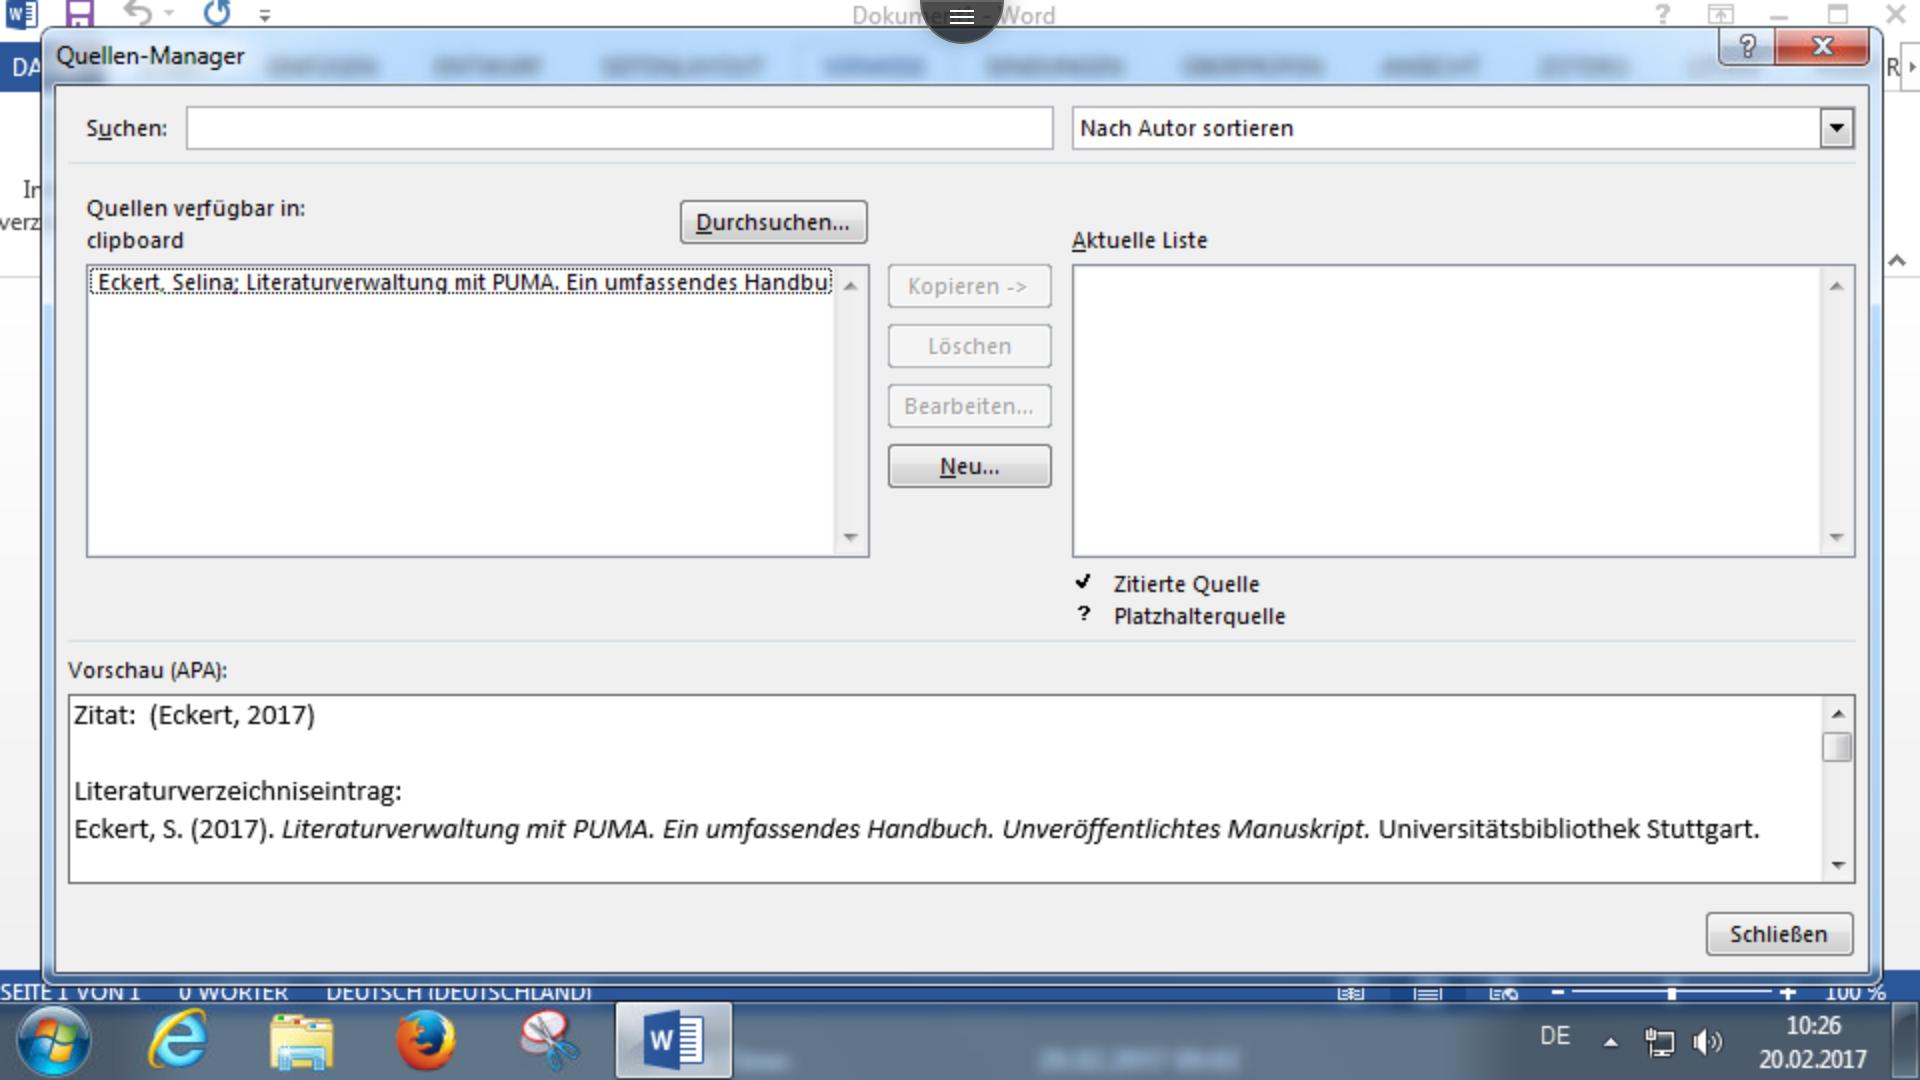 Dokument - Word
?
DA
Quellen-Manager
?
R
Suchen:
Nach Autor sortieren
Quellen verfügbar in:
clipboard
Durchsuchen...
Aktuelle Liste
Eckert, Selina; Literaturverwaltung mit PUMA. Ein umfassendes Handbu
Kopieren ->
Löschen
Bearbeiten...
Neu...
Zitierte Quelle
? Platzhalterquelle
Vorschau (APA):
Zitat: (Eckert, 2017)
Literaturverzeichniseintrag:
Eckert, S. (2017). Literaturverwaltung mit PUMA. Ein umfassendes Handbuch. Unveröffentlichtes Manuskript. Universitätsbibliothek Stuttgart.
Schließen
SEITE 1 VON 1 0 WÖRTER DEUTSCH (DEUTSCHLAND) 100 %
DE
10:26
20.02.2017